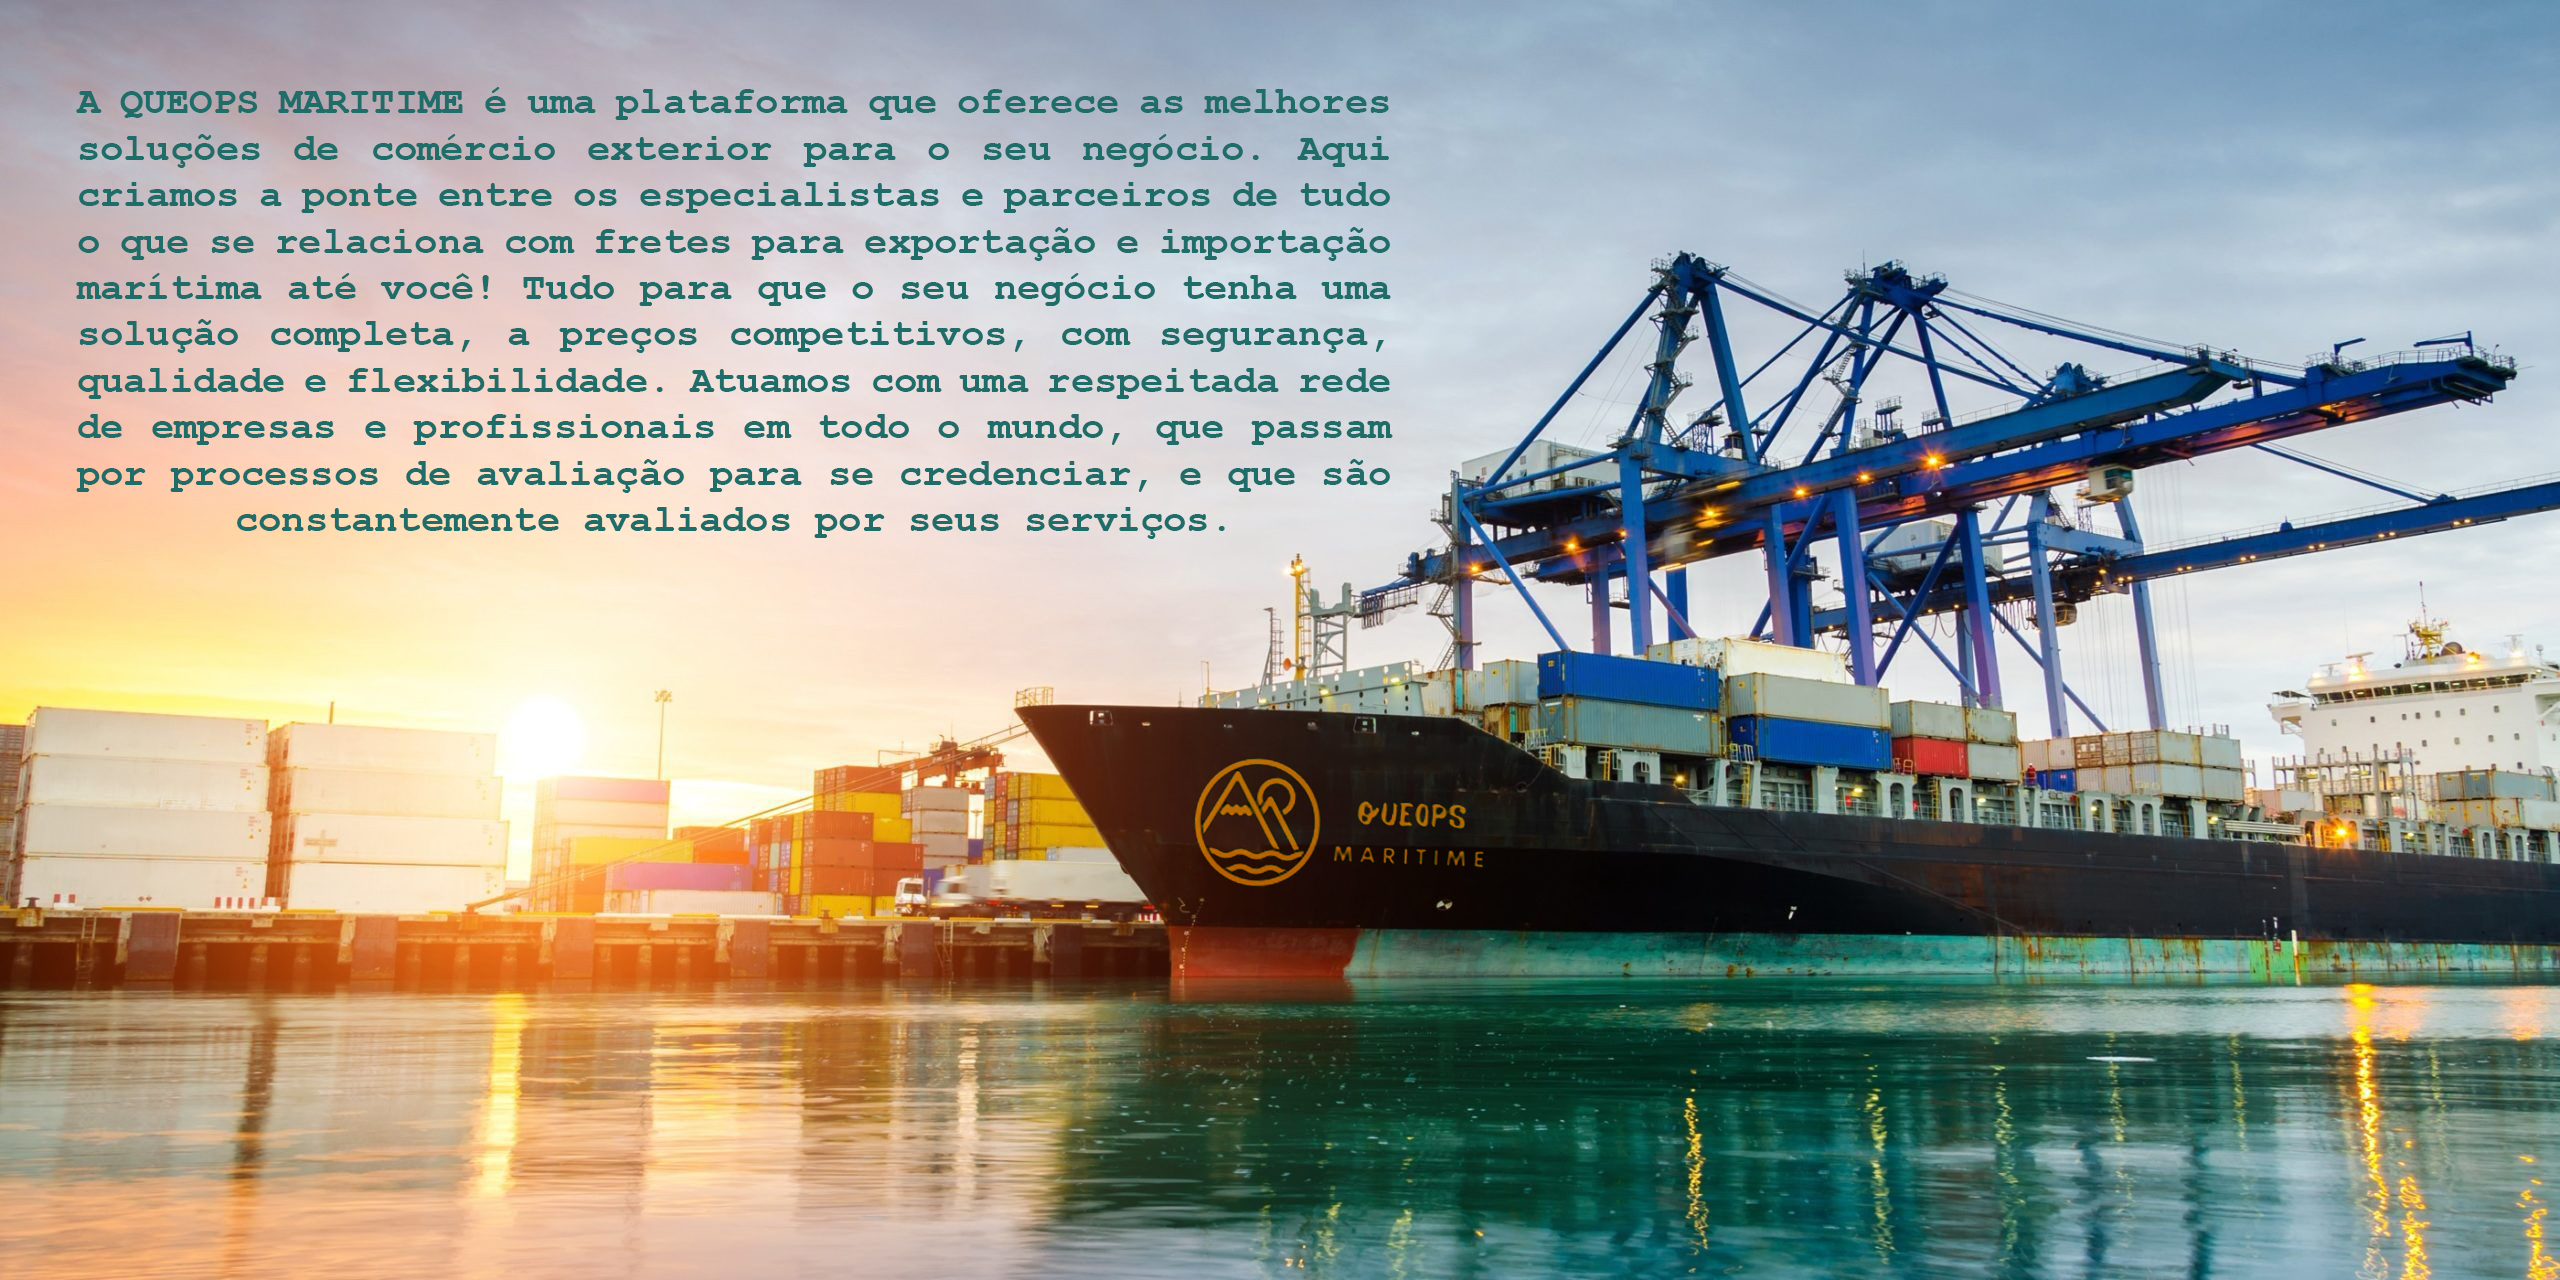 A QUEOPS MARITIME é uma plataforma que oferece as melhores
soluções de comércio exterior para o seu negócio. Aqui
criamos a ponte entre os especialistas e parceiros de tudo
o que se relaciona com fretes para exportação e importação
marítima até você! Tudo para que o seu negócio tenha uma
solução completa, a preços competitivos, com segurança,
qualidade e flexibilidade. Atuamos com uma respeitada rede
de empresas e profissionais em todo o mundo, que passam
por processos de avaliação para se credenciar, e que são
constantemente avaliados por seus serviços.
QUEOPS
MARITIME